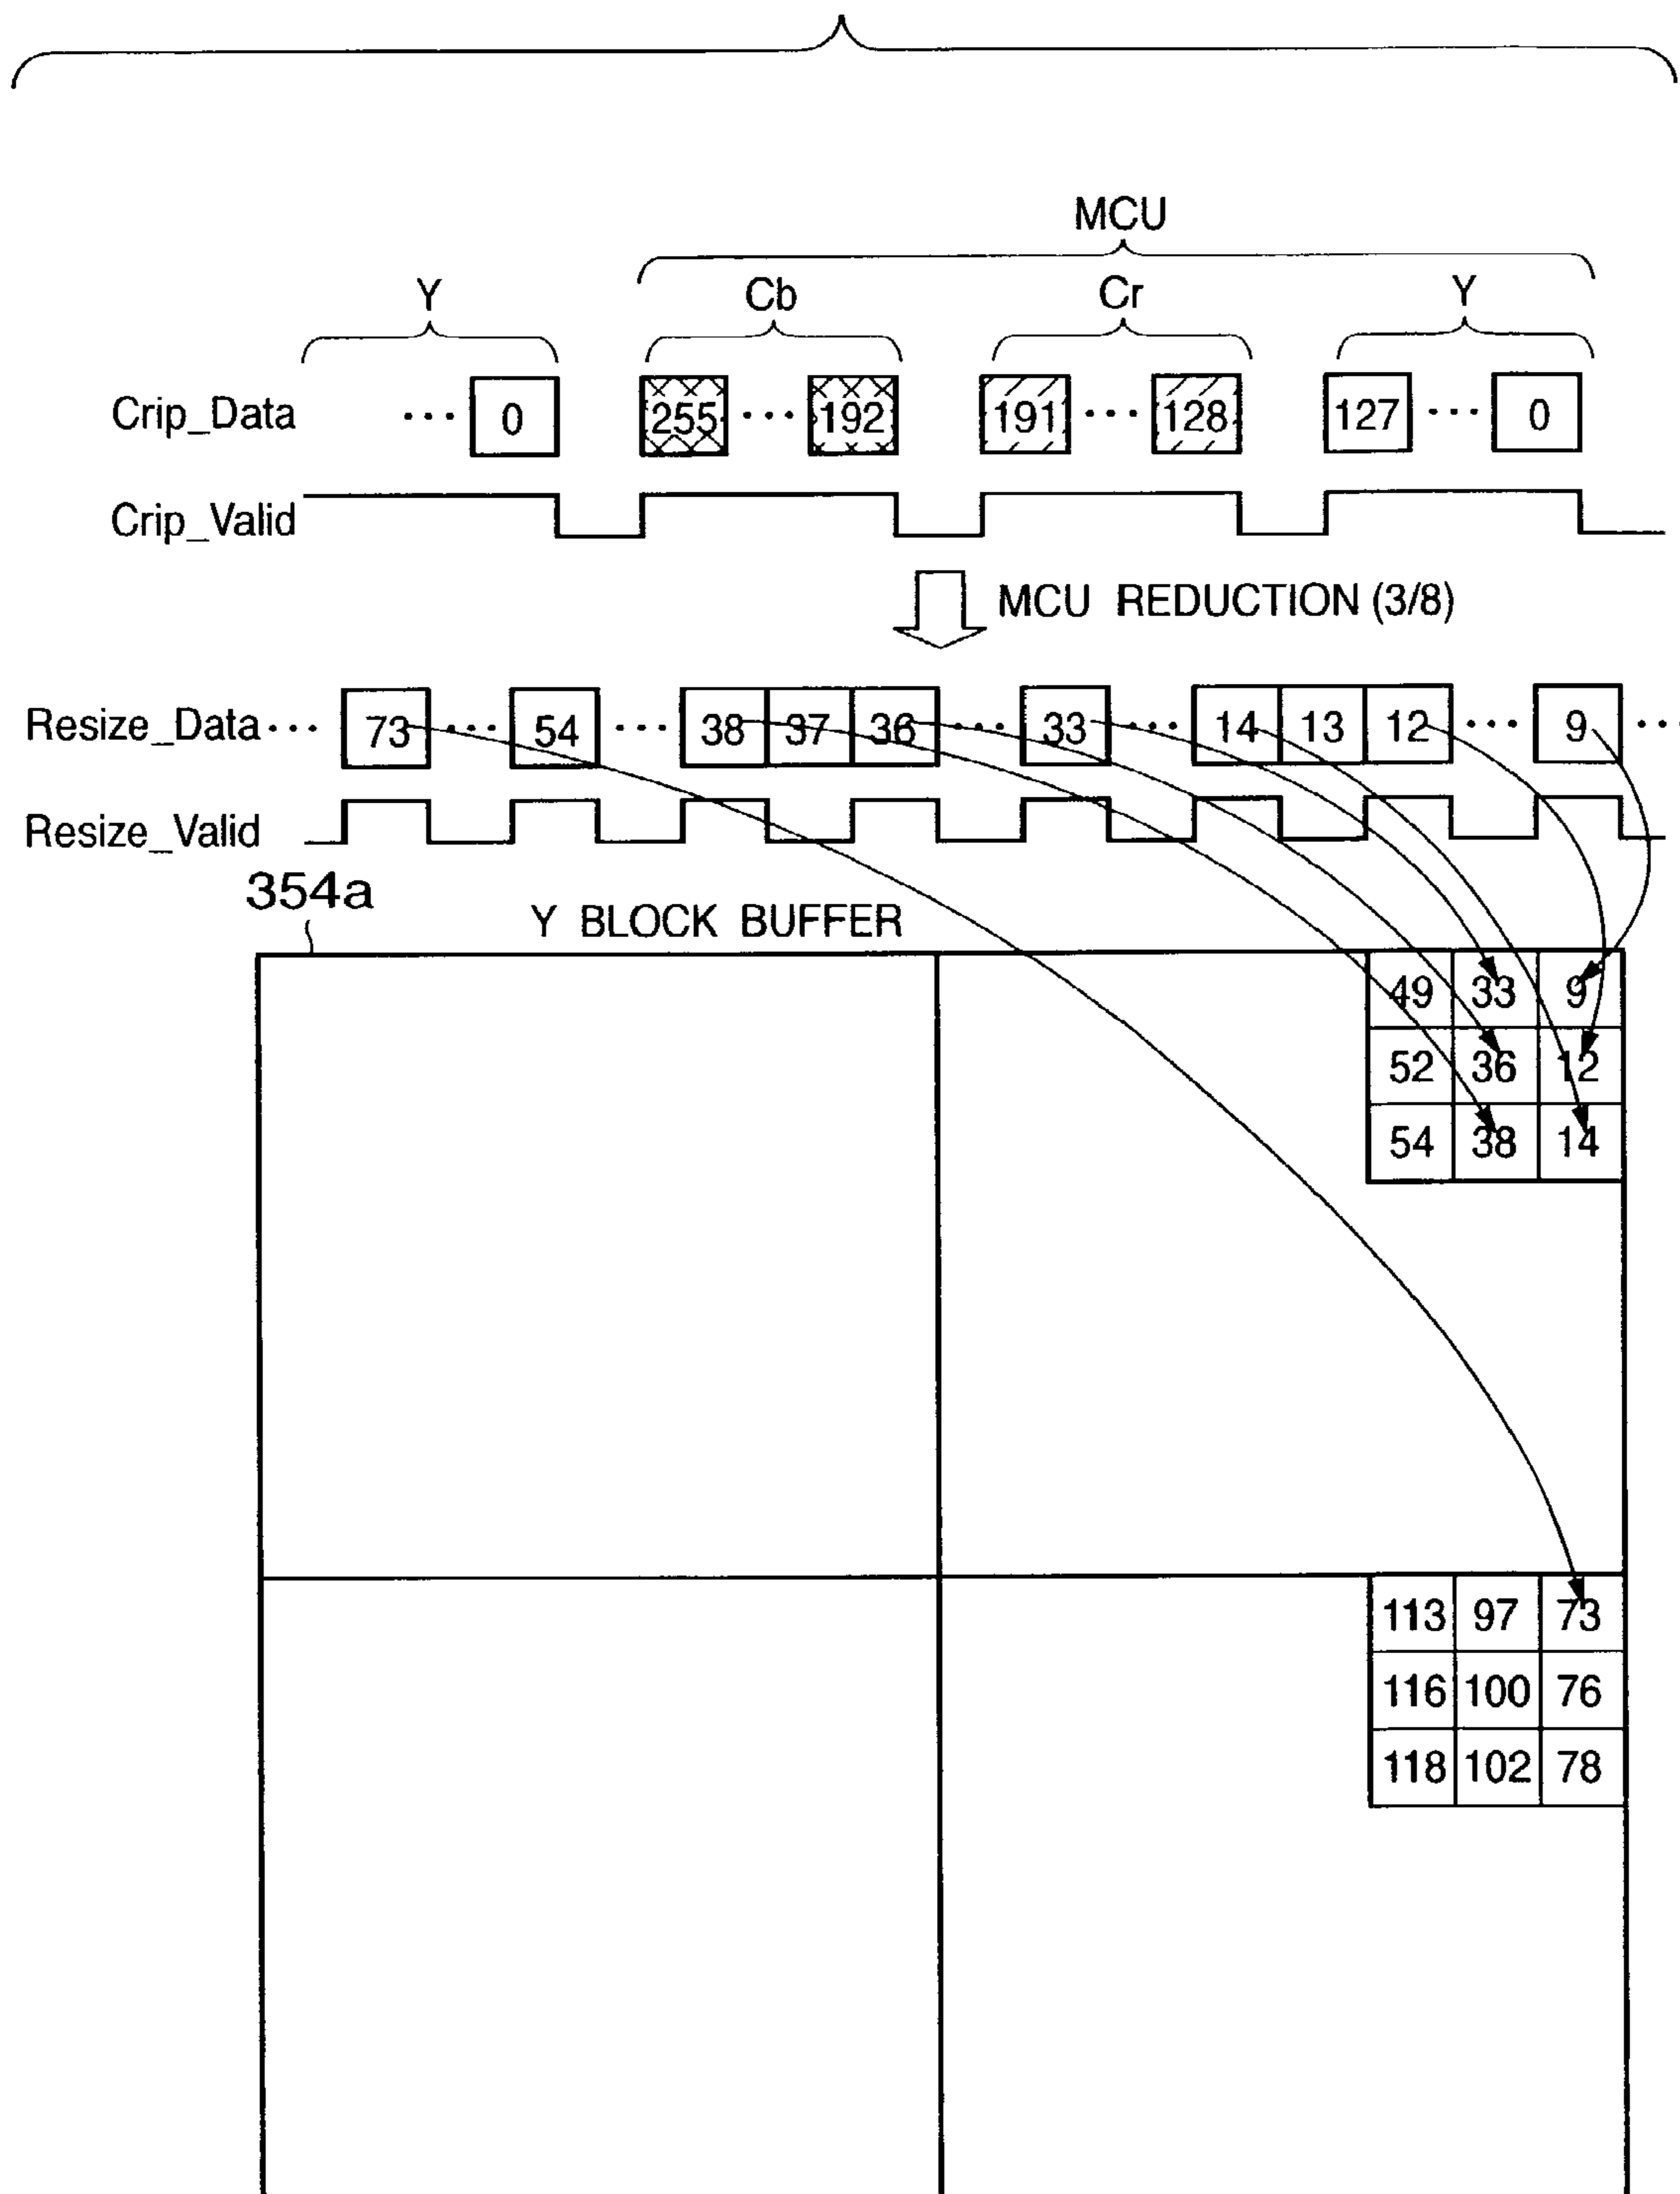 MCU
Y Cb Cr Y
Crip_Data ··· 0 255 ··· 192 191 ··· 128 127 ··· 0
Crip_Valid
MCU REDUCTION (3/8)
Resize_Data ··· 73 ··· 54 ··· 38 37 36 ··· 33 ··· 14 13 12 ··· 9 ···
Resize_Valid
354a
Y BLOCK BUFFER
49 33 9
52 36 12
54 38 14
113 97 73
116 100 76
118 102 78